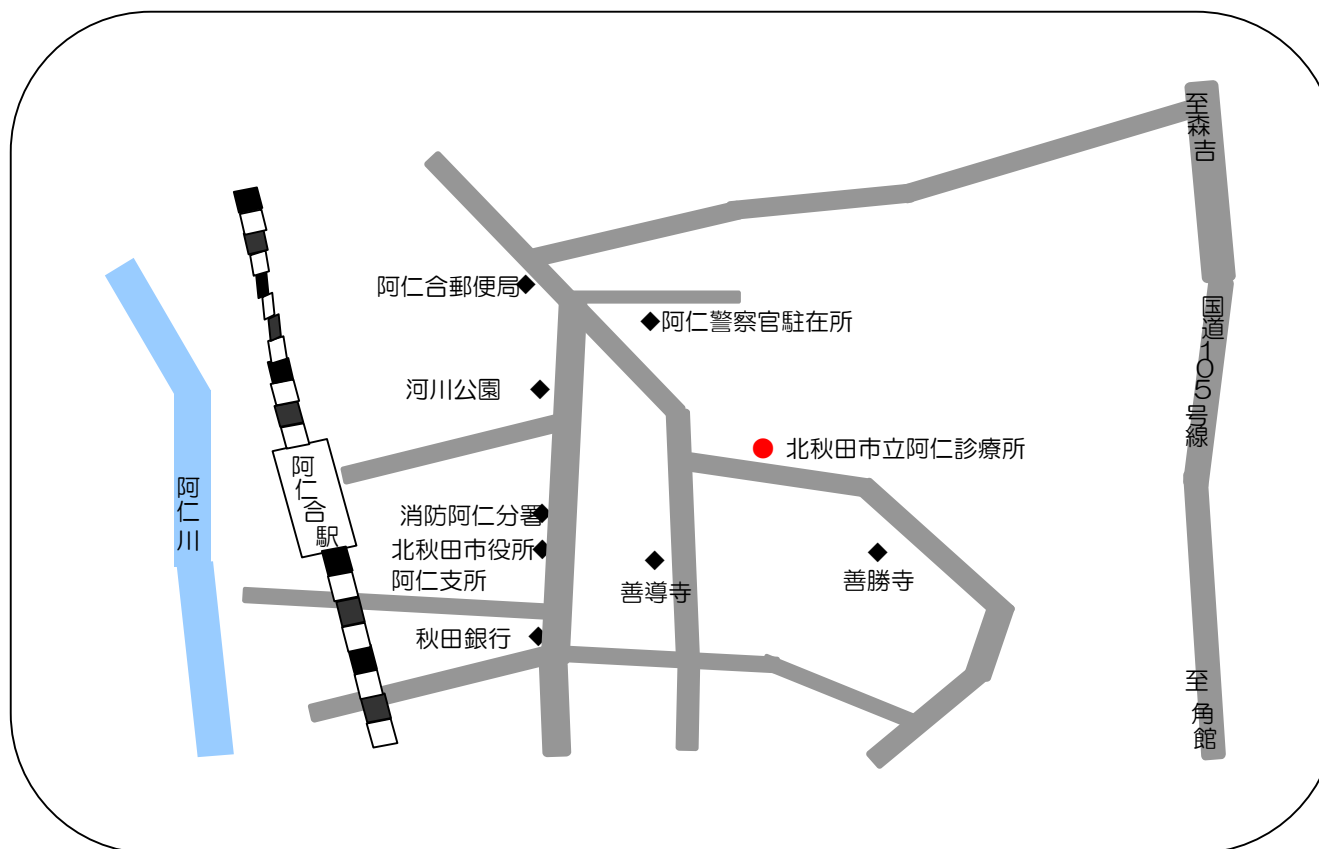 至森吉
阿仁合郵便局
阿仁警察官駐在所
国道105号線
河川公園
北秋田市立阿仁診療所
阿仁合駅
阿仁川
消防阿仁分署
北秋田市役所
阿仁支所
善導寺
善勝寺
秋田銀行
至 角館